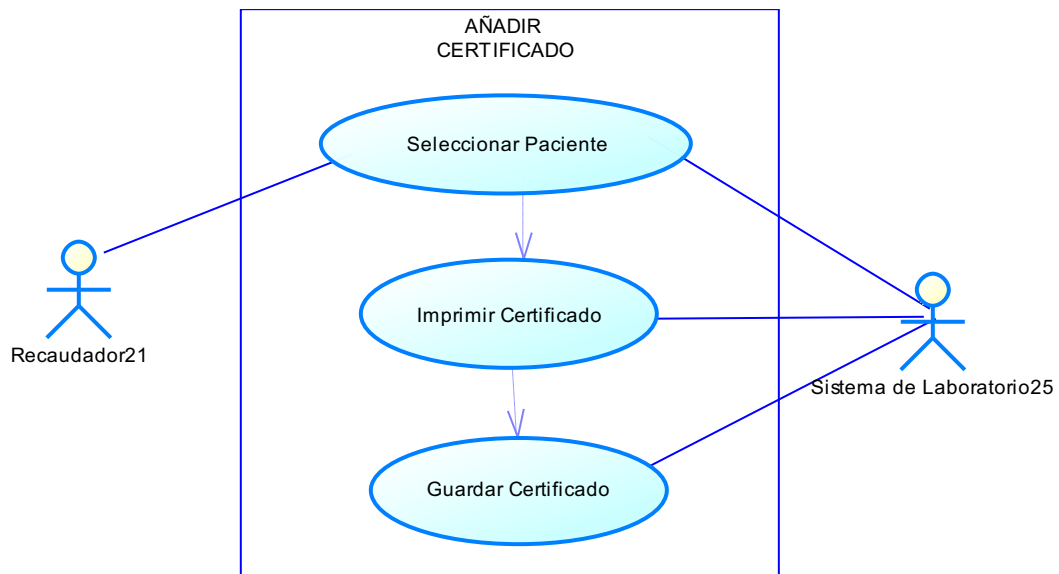 AÑADIR
CERTIFICADO
Seleccionar Paciente
Imprimir Certificado
Recaudador21
Sistema de Laboratorio25
Guardar Certificado